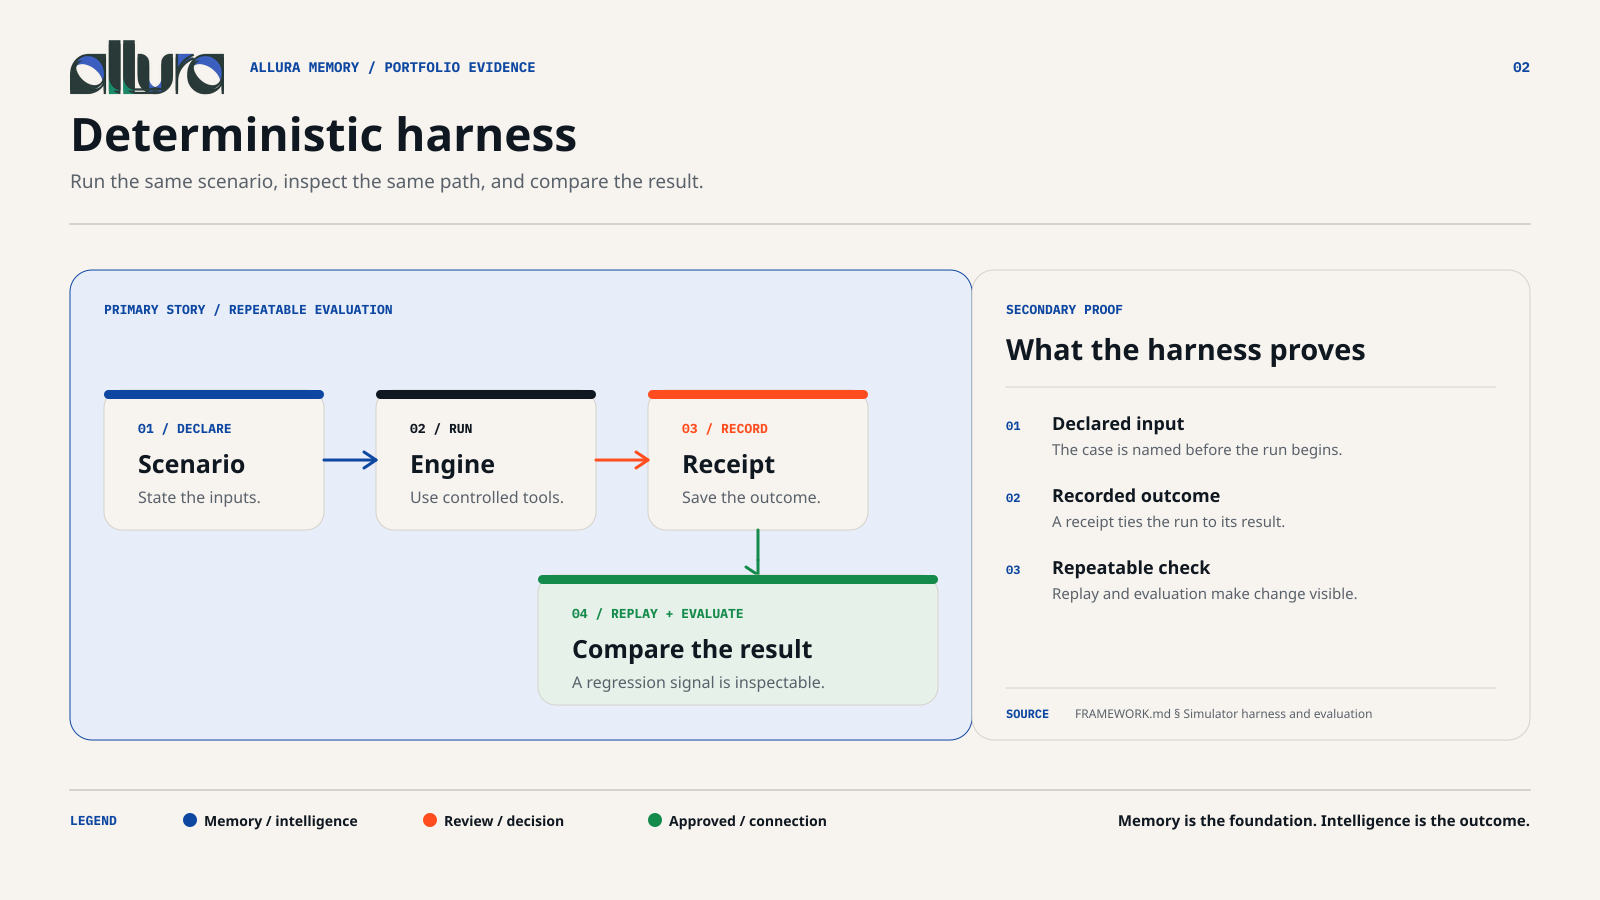 allura
ALLURA MEMORY / PORTFOLIO EVIDENCE
02
Deterministic harness
Run the same scenario, inspect the same path, and compare the result.
PRIMARY STORY / REPEATABLE EVALUATION
01 / DECLARE
Scenario
State the inputs.
02 / RUN
Engine
Use controlled tools.
03 / RECORD
Receipt
Save the outcome.
04 / REPLAY + EVALUATE
Compare the result
A regression signal is inspectable.
SECONDARY PROOF
What the harness proves
01 Declared input
The case is named before the run begins.
02 Recorded outcome
A receipt ties the run to its result.
03 Repeatable check
Replay and evaluation make change visible.
SOURCE FRAMEWORK.md § Simulator harness and evaluation
LEGEND Memory / intelligence Review / decision Approved / connection
Memory is the foundation. Intelligence is the outcome.